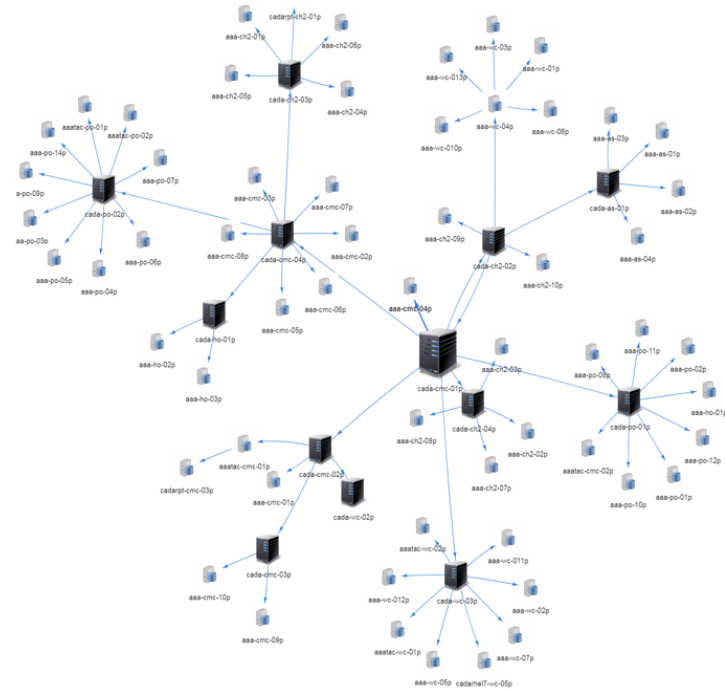 cadarpt-ch2-01p
aaa-ch2-01p
aaa-ch2-06p
aaa-ch2-05p
cada-ch2-03p
aaa-ch2-04p
aaa-wc-03p
aaa-wc-013p
aaa-wc-01p
aaa-wc-04p
aaa-wc-010p
aaa-wc-06p
aaatac-po-01p
aaatac-po-02p
aaa-po-14p
aaa-po-07p
a-po-09p
cada-po-02p
aa-po-03p
aaa-po-06p
aaa-po-05p
aaa-po-04p
aaa-cmc-03p
aaa-cmc-07p
aaa-cmc-08p
cada-cmc-04p
aaa-cmc-02p
aaa-cmc-06p
aaa-cmc-05p
aaa-as-03p
aaa-as-01p
cada-as-01p
aaa-as-02p
aaa-as-04p
aaa-ch2-09p
cada-ch2-02p
aaa-ch2-10p
aaa-cmc-04p
cada-ho-01p
aaa-ho-02p
aaa-ho-03p
cada-cmc-01p
aaa-ch2-03p
cada-ch2-04p
aaa-ch2-08p
aaa-ch2-02p
aaa-ch2-07p
aaa-po-11p
aaa-po-08p
aaa-po-02p
aaa-ho-01p
cada-po-01p
aaa-po-12p
aaatac-cmc-02p
aaa-po-01p
aaa-po-10p
aaatac-cmc-01p
cada-cmc-02p
cadarpt-cmc-03p
aaa-cmc-01p
cada-wc-02p
cada-cmc-03p
aaa-cmc-10p
aaa-cmc-09p
aaatac-wc-02p
aaa-wc-011p
aaa-wc-012p
cada-wc-03p
aaa-wc-02p
aaatac-wc-01p
aaa-wc-07p
aaa-wc-05p
cadarhel7-wc-05p